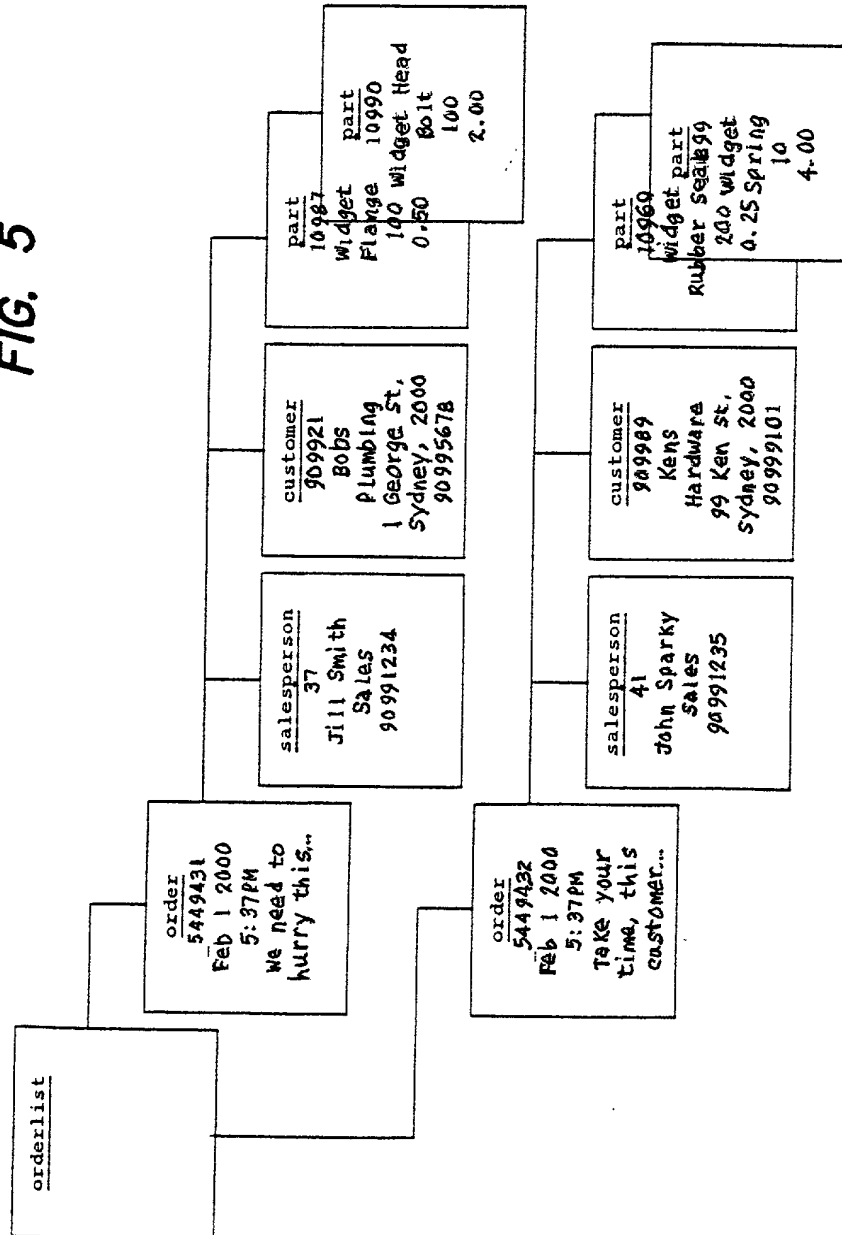 FIG. 5
orderlist
order
5449431
Feb 1 2000
5:37PM
We need to
hurry this,..
salesperson
37
Jill Smith
Sales
90991234
customer
909921
Bobs
Plumbing
1 George St,
Sydney, 2000
90995678
part
10987
Widget
Flange
100
0.50
part
10990
Widget Head
Bolt
100
2.00
order
5449432
Feb 1 2000
5:37PM
Take your
time, this
customer...
salesperson
41
John Sparky
Sales
90991235
customer
909989
Kens
Hardware
99 Ken St,
Sydney, 2000
90999101
part
10960
Widget
Rubber Seal
200
0.25
part
Widget
Spring
10
4.00